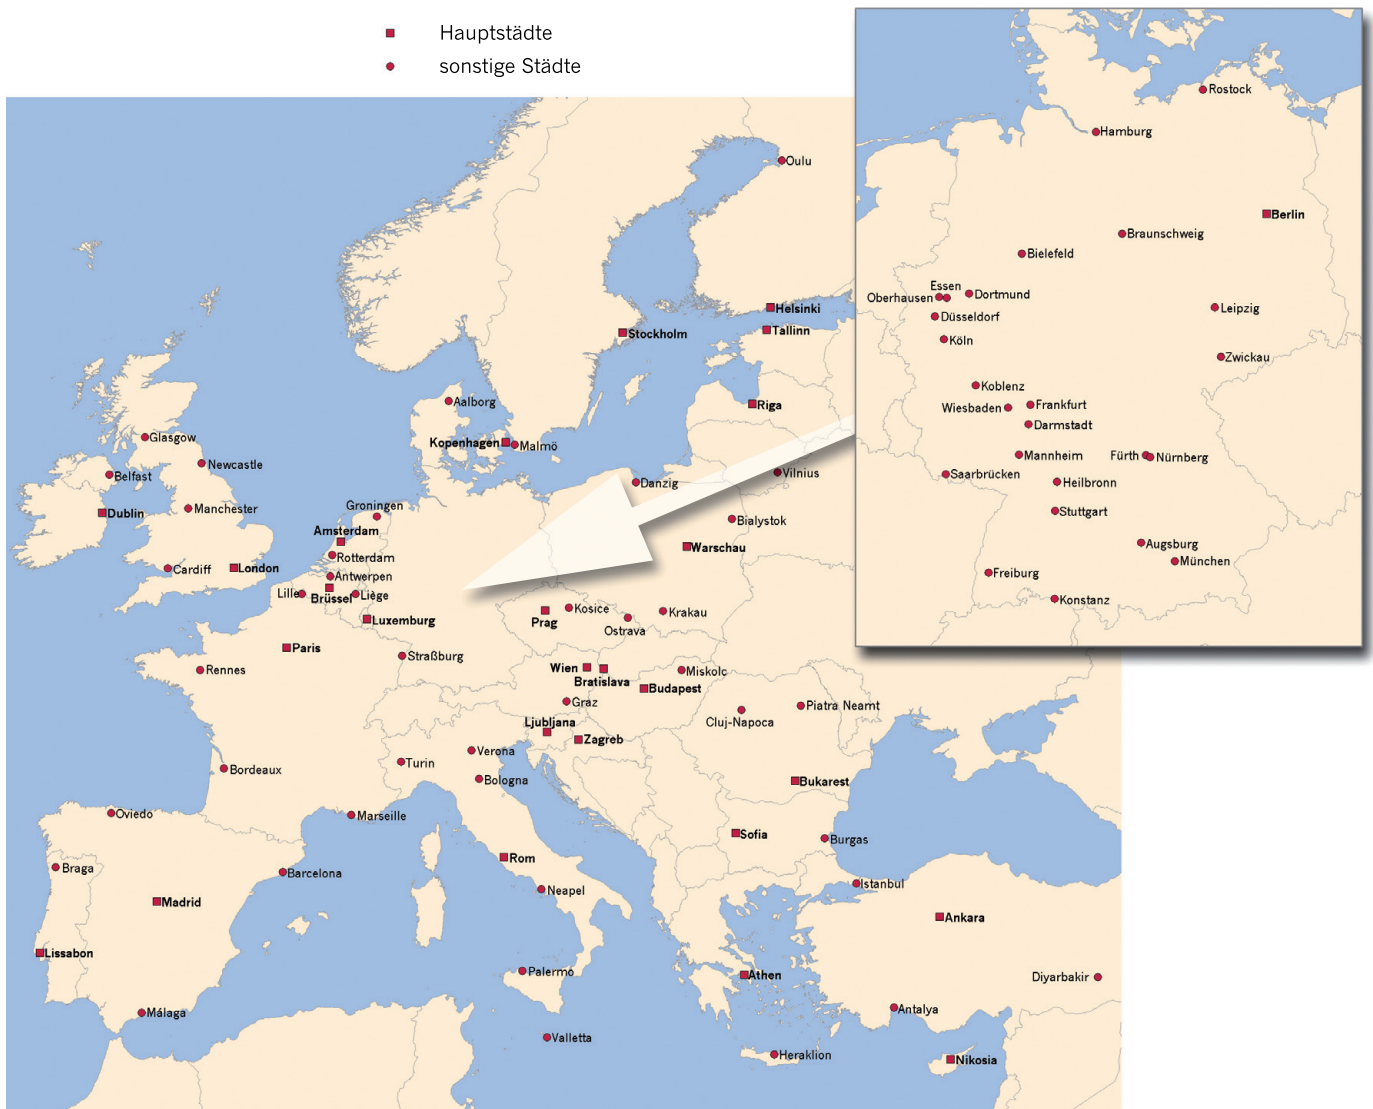 Hauptstädte
sonstige Städte
Rostock
Hamburg
Berlin
Braunschweig
Bielefeld
Essen
Dortmund
Oberhausen
Leipzig
Düsseldorf
Köln
Zwickau
Koblenz
Wiesbaden
Frankfurt
Darmstadt
Mannheim
Fürth
Nürnberg
Saarbrücken
Heilbronn
Stuttgart
Augsburg
München
Freiburg
Konstanz
Oulu
Helsinki
Tallinn
Stockholm
Aalborg
Riga
Glasgow
Kopenhagen
Malmö
Newcastle
Belfast
Vilnius
Danzig
Groningen
Manchester
Dublin
Bialystok
Amsterdam
Warschau
Rotterdam
Cardiff
London
Antwerpen
Lille
Brüssel
Liège
Kosice
Krakau
Luxemburg
Prag
Ostrava
Paris
Straßburg
Rennes
Wien
Miskolc
Bratislava
Budapest
Graz
Piatra Neamt
Cluj-Napoca
Ljubljana
Zagreb
Verona
Turin
Bordeaux
Bologna
Bukarest
Oviedo
Marseille
Sofia
Burgas
Rom
Braga
Barcelona
Istanbul
Neapel
Madrid
Ankara
Lissabon
Palermo
Athen
Diyarbakir
Málaga
Antalya
Valletta
Heraklion
Nikosia